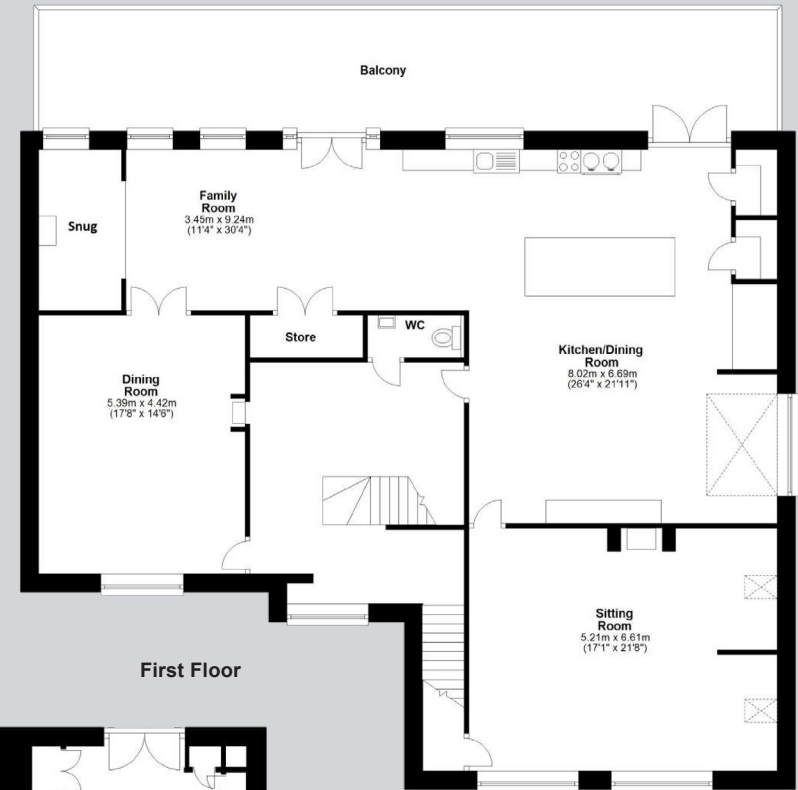 Balcony
Family
Room
3.45m x 9.24m
(11'4" x 30'4")
Snug
Store
WC
Dining
Room
5.39m x 4.42m
(17'8" x 14'6")
Kitchen/Dining
Room
8.02m x 6.69m
(26'4" x 21'11")
Sitting
Room
5.21m x 6.61m
(17'1" x 21'8")
First Floor